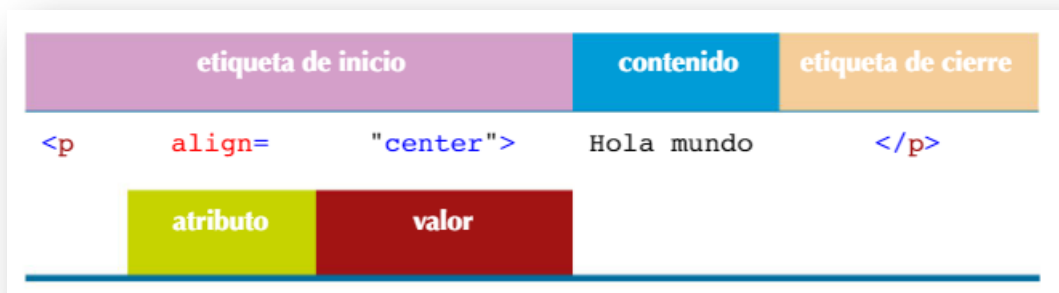 etiqueta de inicio contenido etiqueta de cierre
<p align= "center"> Hola mundo </p>
atributo valor